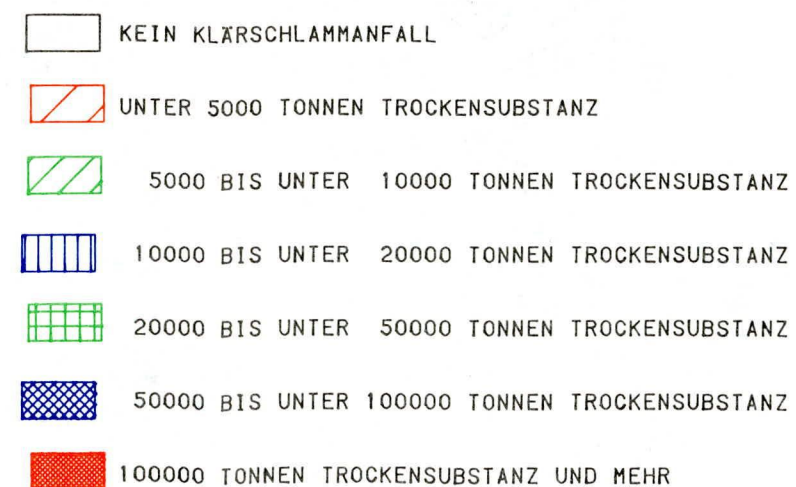 KEIN KLÄRSCHLAMMANFALL
UNTER 5000 TONNEN TROCKENSUBSTANZ
5000 BIS UNTER 10000 TONNEN TROCKENSUBSTANZ
10000 BIS UNTER 20000 TONNEN TROCKENSUBSTANZ
20000 BIS UNTER 50000 TONNEN TROCKENSUBSTANZ
50000 BIS UNTER 100000 TONNEN TROCKENSUBSTANZ
100000 TONNEN TROCKENSUBSTANZ UND MEHR